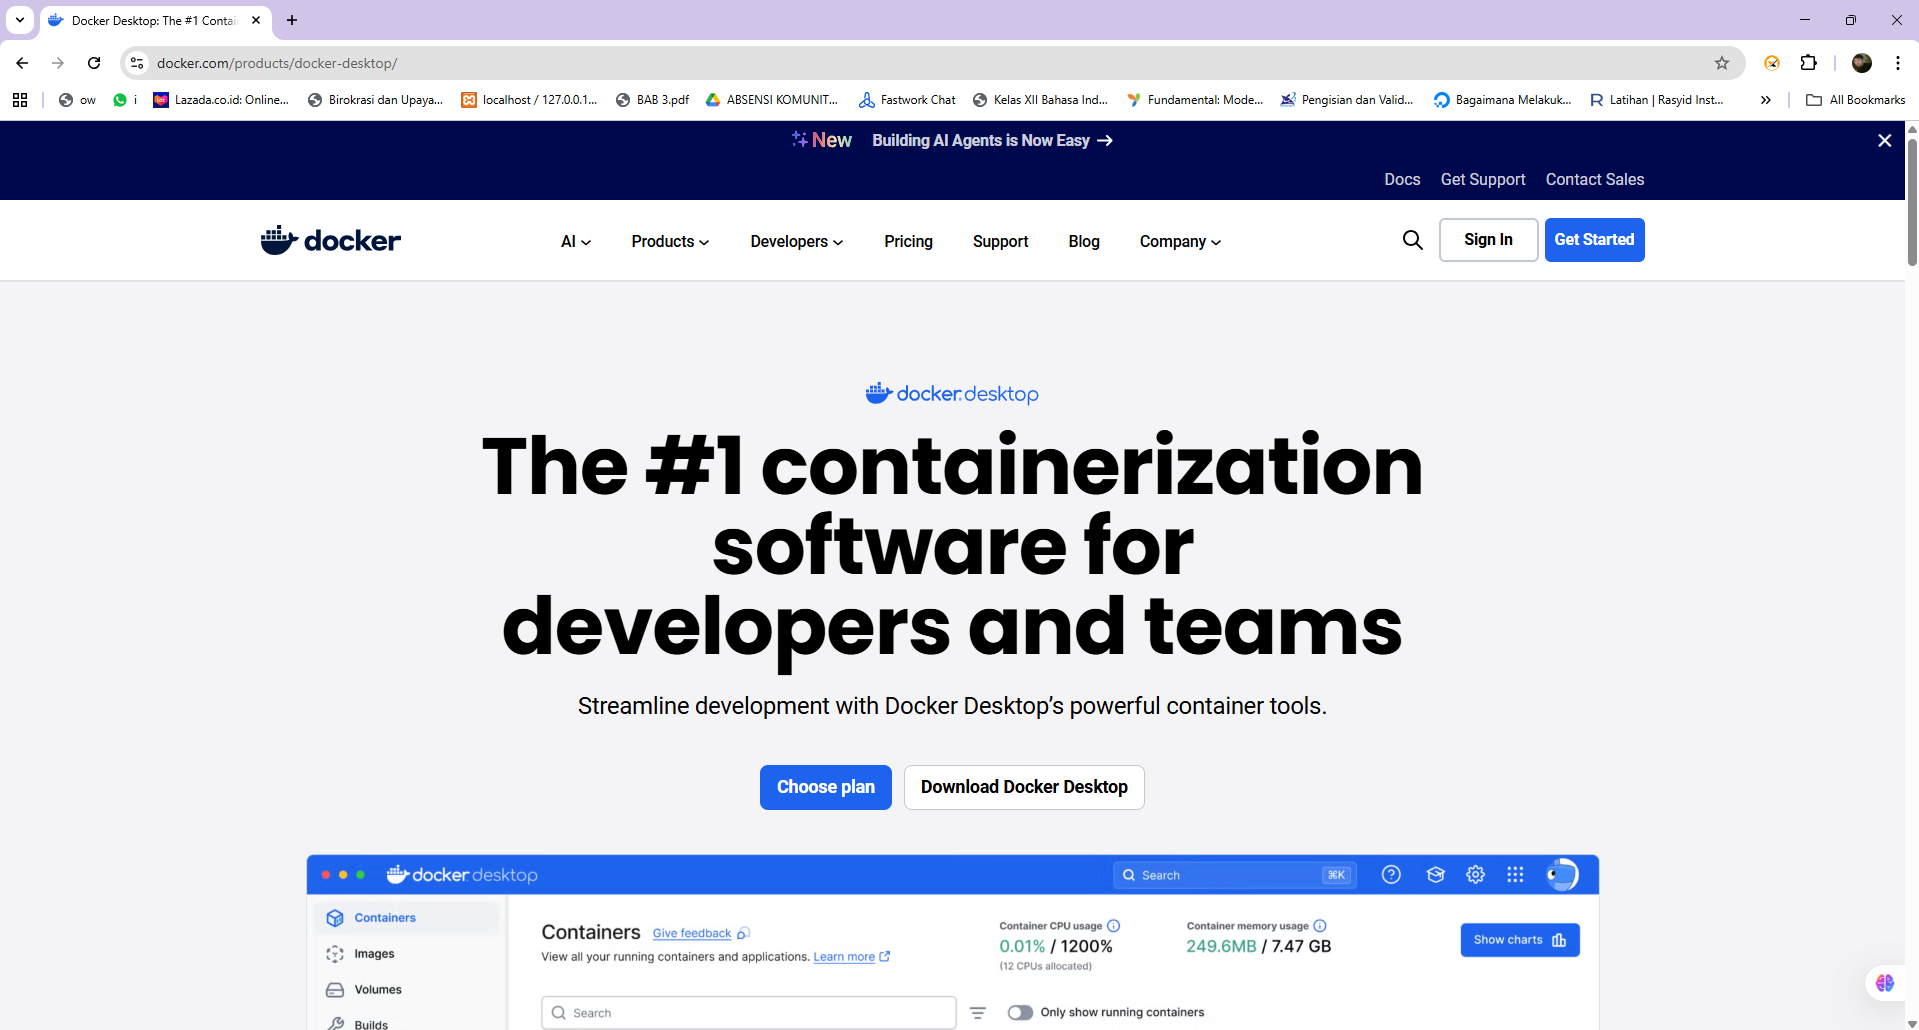 Docker Desktop: The #1 Contai
docker.com/products/docker-desktop/
ow
i
Lazada.co.id: Online...
Birokrasi dan Upaya...
localhost / 127.0.0.1...
BAB 3.pdf
ABSENSI KOMUNIT...
Fastwork Chat
Kelas XII Bahasa Ind...
Fundamental: Mode...
Pengisian dan Valid...
Bagaimana Melakuk...
Latihan | Rasyid Inst...
All Bookmarks
New Building AI Agents is Now Easy →
Docs Get Support Contact Sales
docker
AI
Products
Developers
Pricing
Support
Blog
Company
Sign In
Get Started
docker.desktop
The #1 containerization
software for
developers and teams
Streamline development with Docker Desktop’s powerful container tools.
Choose plan
Download Docker Desktop
docker.desktop
Search
⌘K
Containers
Images
Volumes
Builds
Containers Give feedback
View all your running containers and applications. Learn more
Container CPU usage
0.01% / 1200%
(12 CPUs allocated)
Container memory usage
249.6MB / 7.47 GB
Show charts
Search
Only show running containers